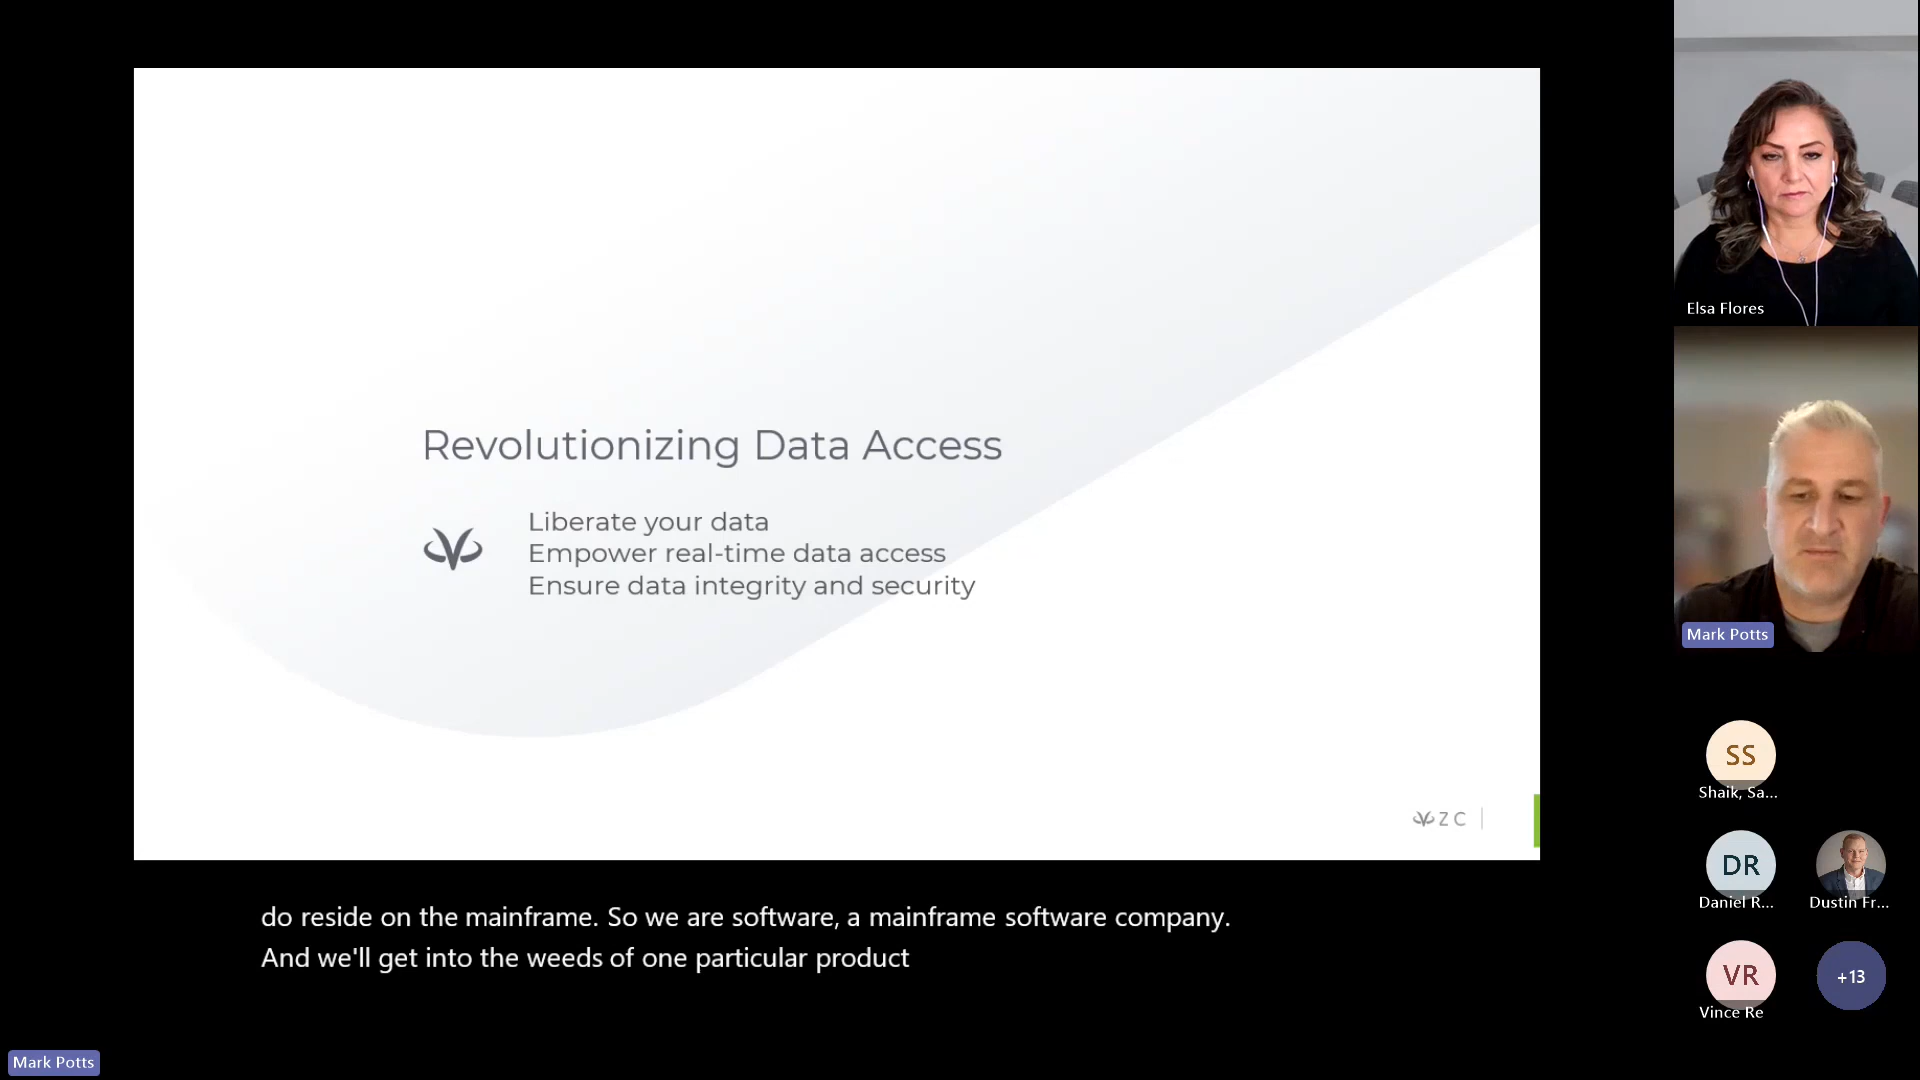 Revolutionizing Data Access
Liberate your data
Empower real-time data access
Ensure data integrity and security
ZC
do reside on the mainframe. So we are software, a mainframe software company.
And we'll get into the weeds of one particular product
Mark Potts
Elsa Flores
Mark Potts
SS
Shaik, Sa...
DR
Daniel R...
Dustin Fr...
VR
Vince Re
+13